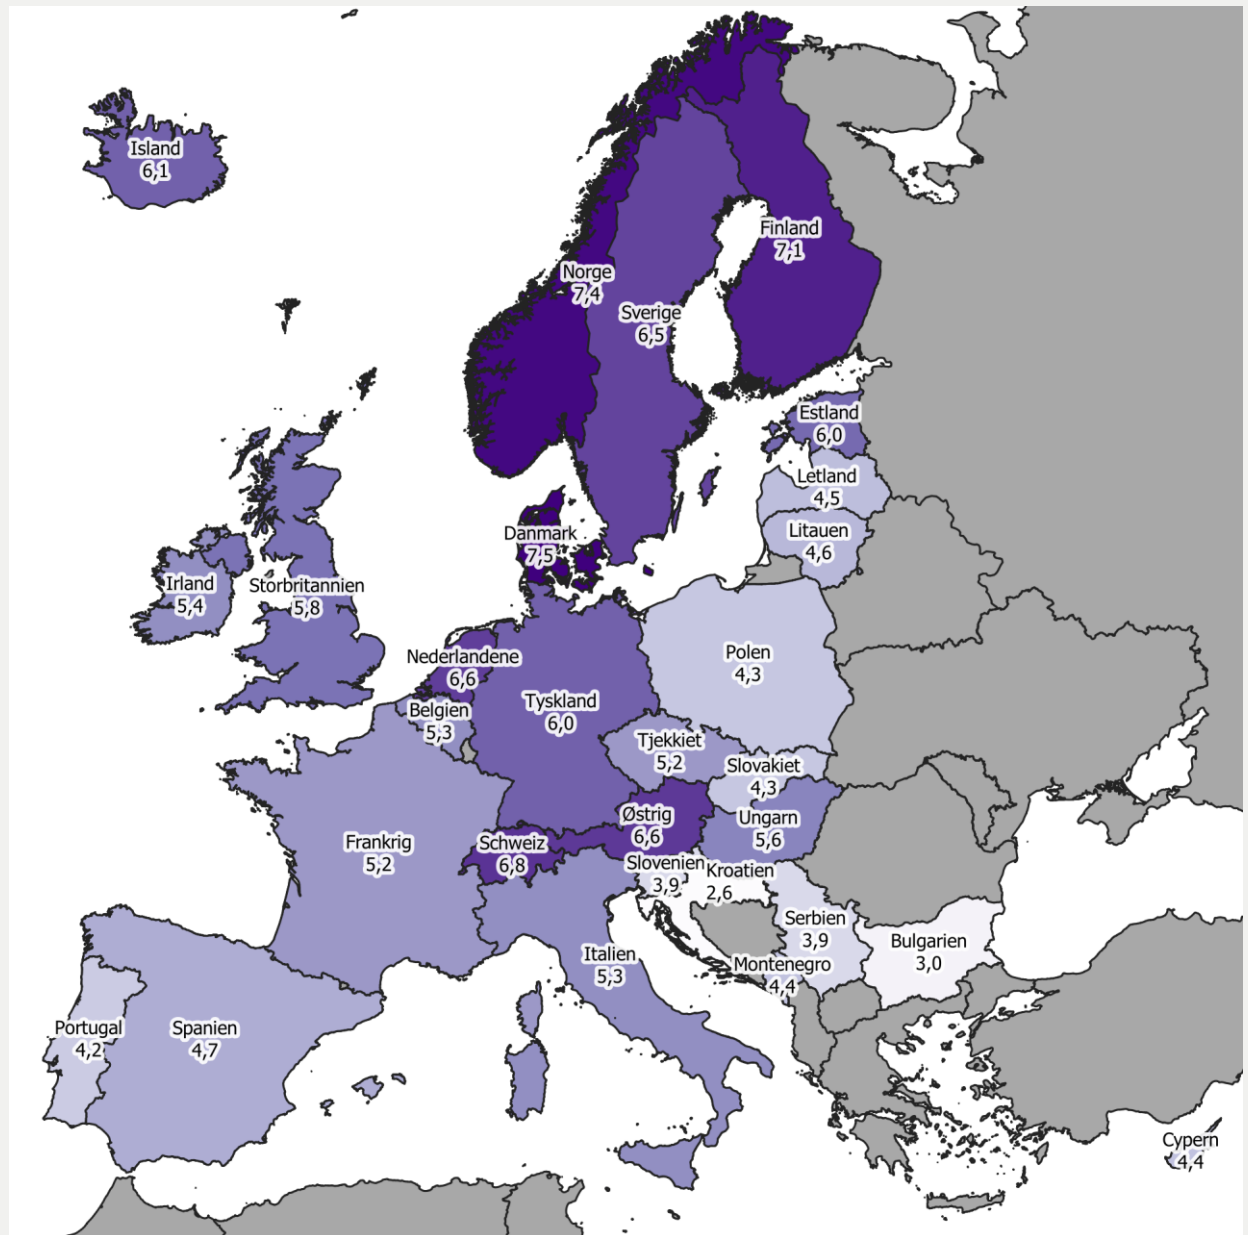 Island
6,1
Finland
7,1
Norge
7,4
Sverige
6,5
Estland
6,0
Letland
4,5
Litauen
4,6
Danmark
7,5
Irland
5,4
Storbritannien
5,8
Nederlandene
6,6
Polen
4,3
Belgien
5,3
Tyskland
6,0
Tjekkiet
5,2
Slovakiet
4,3
Østrig
6,6
Ungarn
5,6
Frankrig
5,2
Schweiz
6,8
Slovenien
3,9
Kroatien
2,6
Serbien
3,9
Bulgarien
3,0
Italien
5,3
Montenegro
4,4
Portugal
4,2
Spanien
4,7
Cypern
4,4